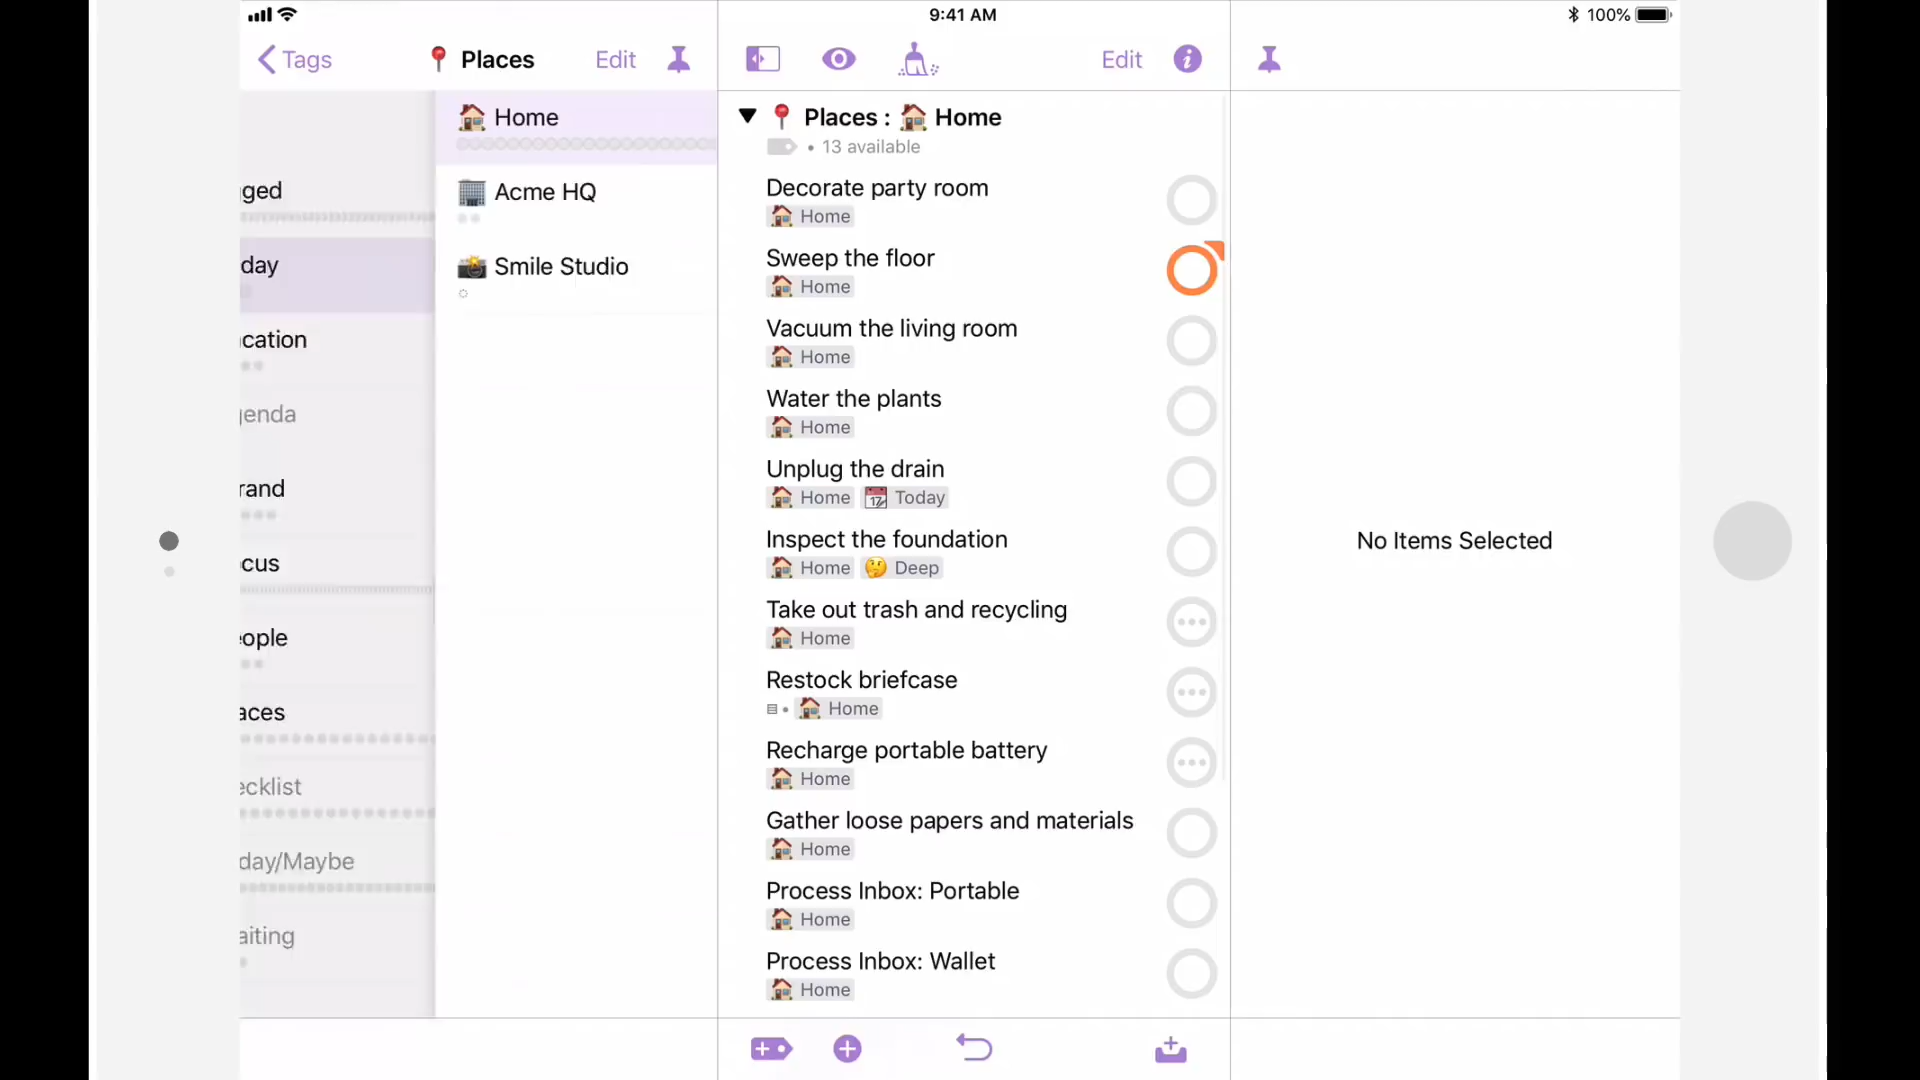 9:41 AM
100%
Tags
Places
Edit
Edit
gged
day
cation
enda
rand
cus
ople
aces
ecklist
day/Maybe
aiting
Home
Acme HQ
Smile Studio
Places : Home
• 13 available
Decorate party room
Home
Sweep the floor
Home
Vacuum the living room
Home
Water the plants
Home
Unplug the drain
Home 17 Today
Inspect the foundation
Home Deep
Take out trash and recycling
Home
Restock briefcase
• Home
Recharge portable battery
Home
Gather loose papers and materials
Home
Process Inbox: Portable
Home
Process Inbox: Wallet
Home
No Items Selected